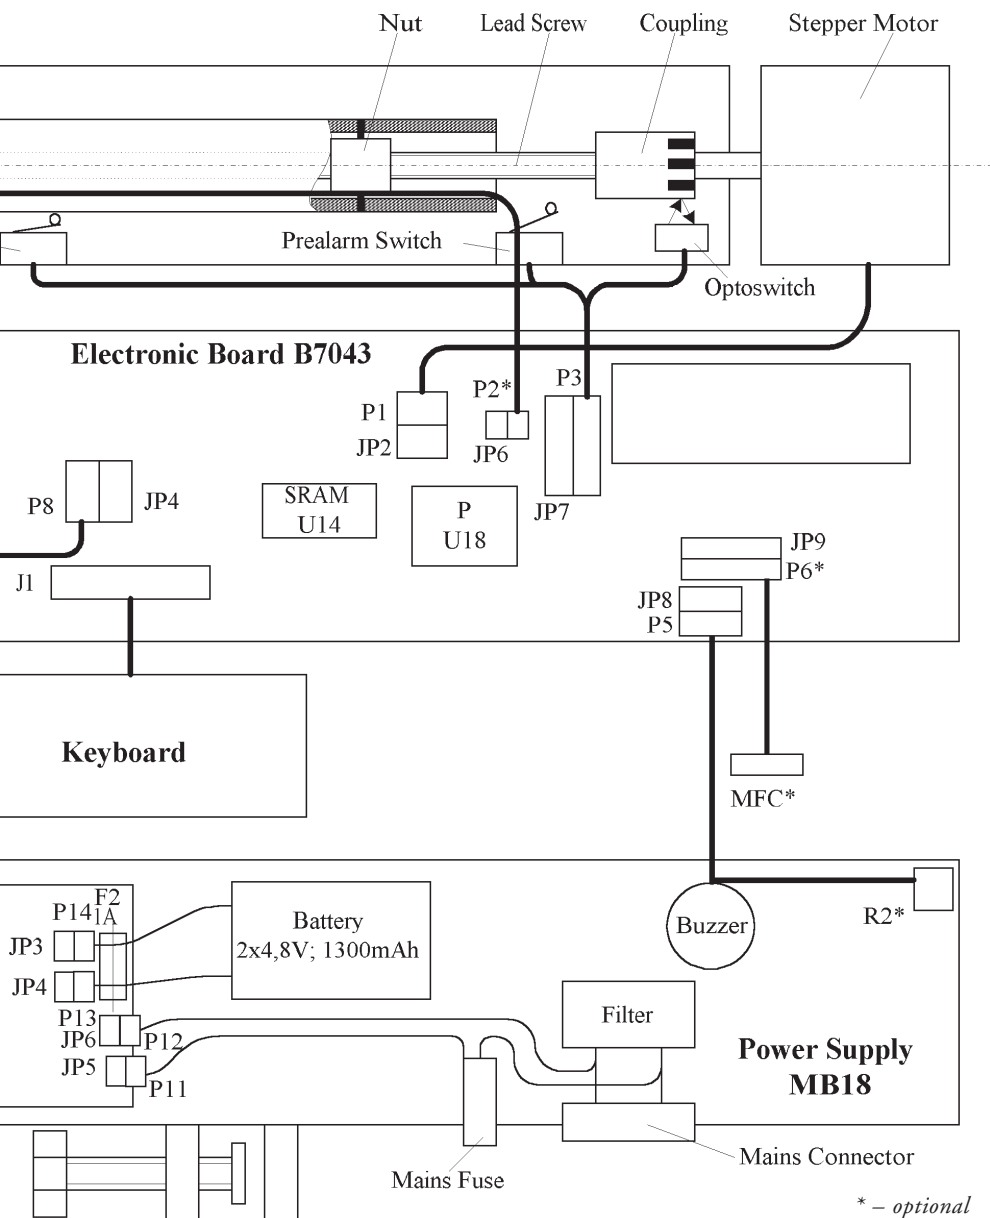 Nut
Lead Screw
Coupling
Stepper Motor
Prealarm Switch
Optoswitch
Electronic Board B7043
P3
P2*
P1
JP2
JP6
P8
JP4
SRAM
U14
P
U18
JP7
JP9
P6*
J1
JP8
P5
Keyboard
MFC*
F2
P14
1A
JP3
Battery
2x4,8V; 1300mAh
Buzzer
R2*
JP4
P13
JP6
P12
Filter
JP5
P11
Power Supply
MB18
Mains Fuse
Mains Connector
* – optional